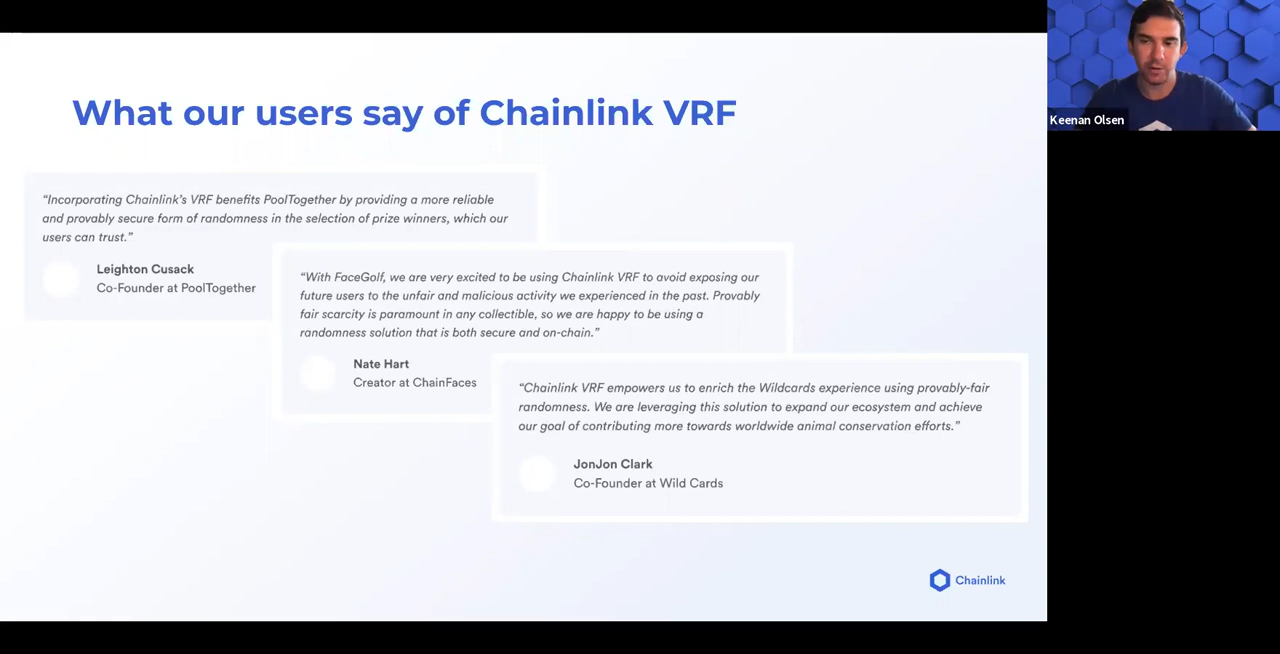 What our users say of Chainlink VRF
“Incorporating Chainlink’s VRF benefits PoolTogether by providing a more reliable
and provably secure form of randomness in the selection of prize winners, which our
users can trust.”
Leighton Cusack
Co-Founder at PoolTogether
“With FaceGolf, we are very excited to be using Chainlink VRF to avoid exposing our
future users to the unfair and malicious activity we experienced in the past. Provably
fair scarcity is paramount in any collectible, so we are happy to be using a
randomness solution that is both secure and on-chain.”
Nate Hart
Creator at ChainFaces
“Chainlink VRF empowers us to enrich the Wildcards experience using provably-fair
randomness. We are leveraging this solution to expand our ecosystem and achieve
our goal of contributing more towards worldwide animal conservation efforts.”
JonJon Clark
Co-Founder at Wild Cards
Chainlink
Keenan Olsen